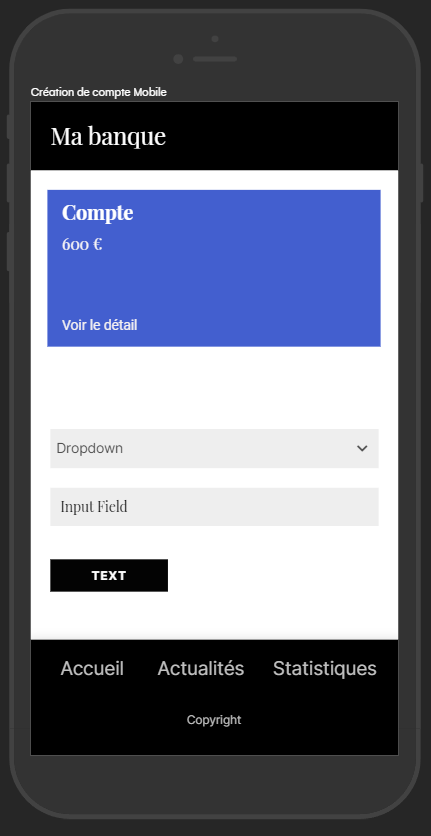 Création de compte Mobile
Ma banque
Compte
600 €
Voir le détail
Dropdown
Input Field
TEXT
Accueil Actualités Statistiques
Copyright